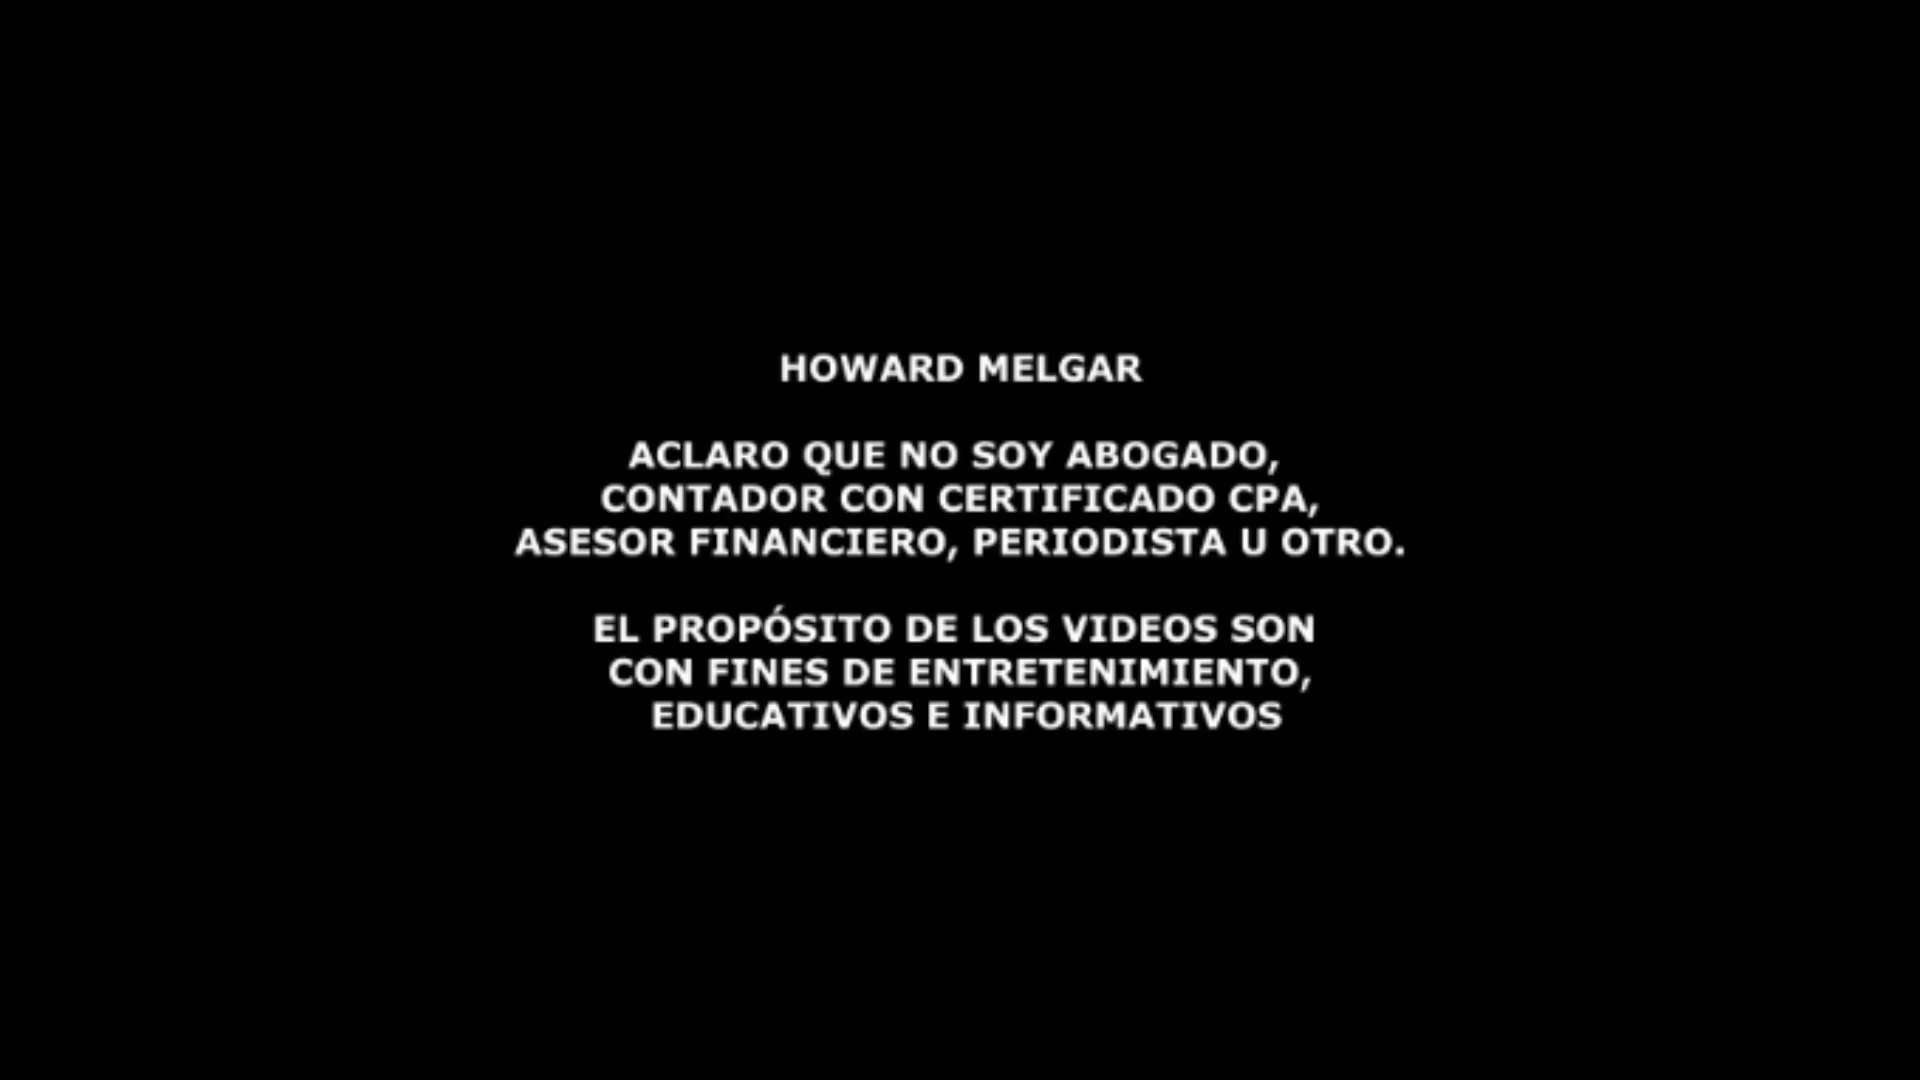 HOWARD MELGAR
ACLARO QUE NO SOY ABOGADO,
CONTADOR CON CERTIFICADO CPA,
ASESOR FINANCIERO, PERIODISTA U OTRO.
EL PROPÓSITO DE LOS VIDEOS SON
CON FINES DE ENTRETENIMIENTO,
EDUCATIVOS E INFORMATIVOS